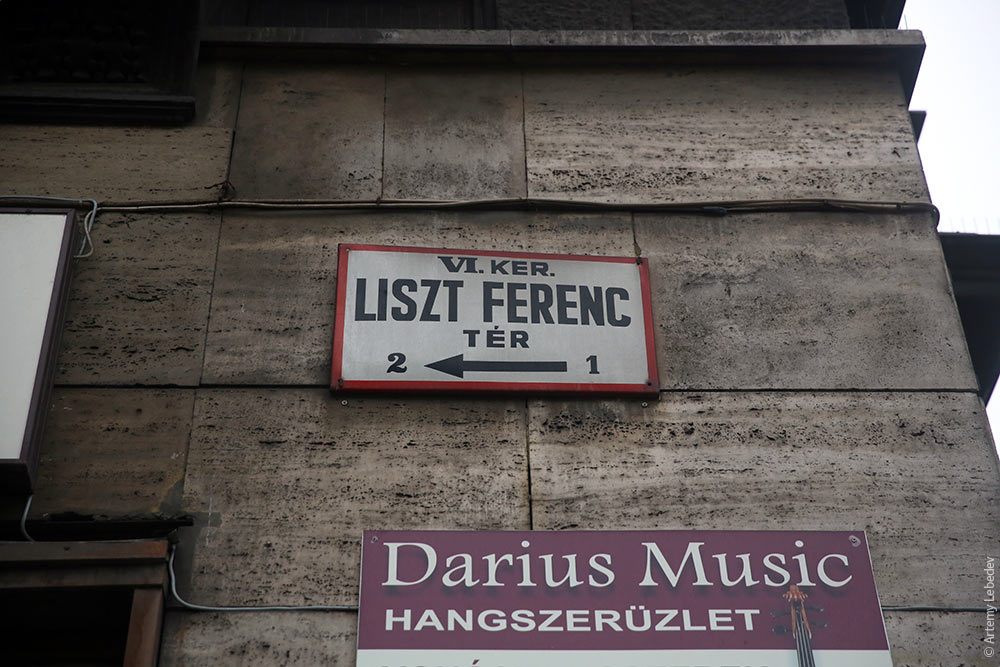 VI. KER.
LISZT FERENC
TÉR
2 ← 1
Darius Music
HANGSZERÜZLET
© Artemy Lebedev